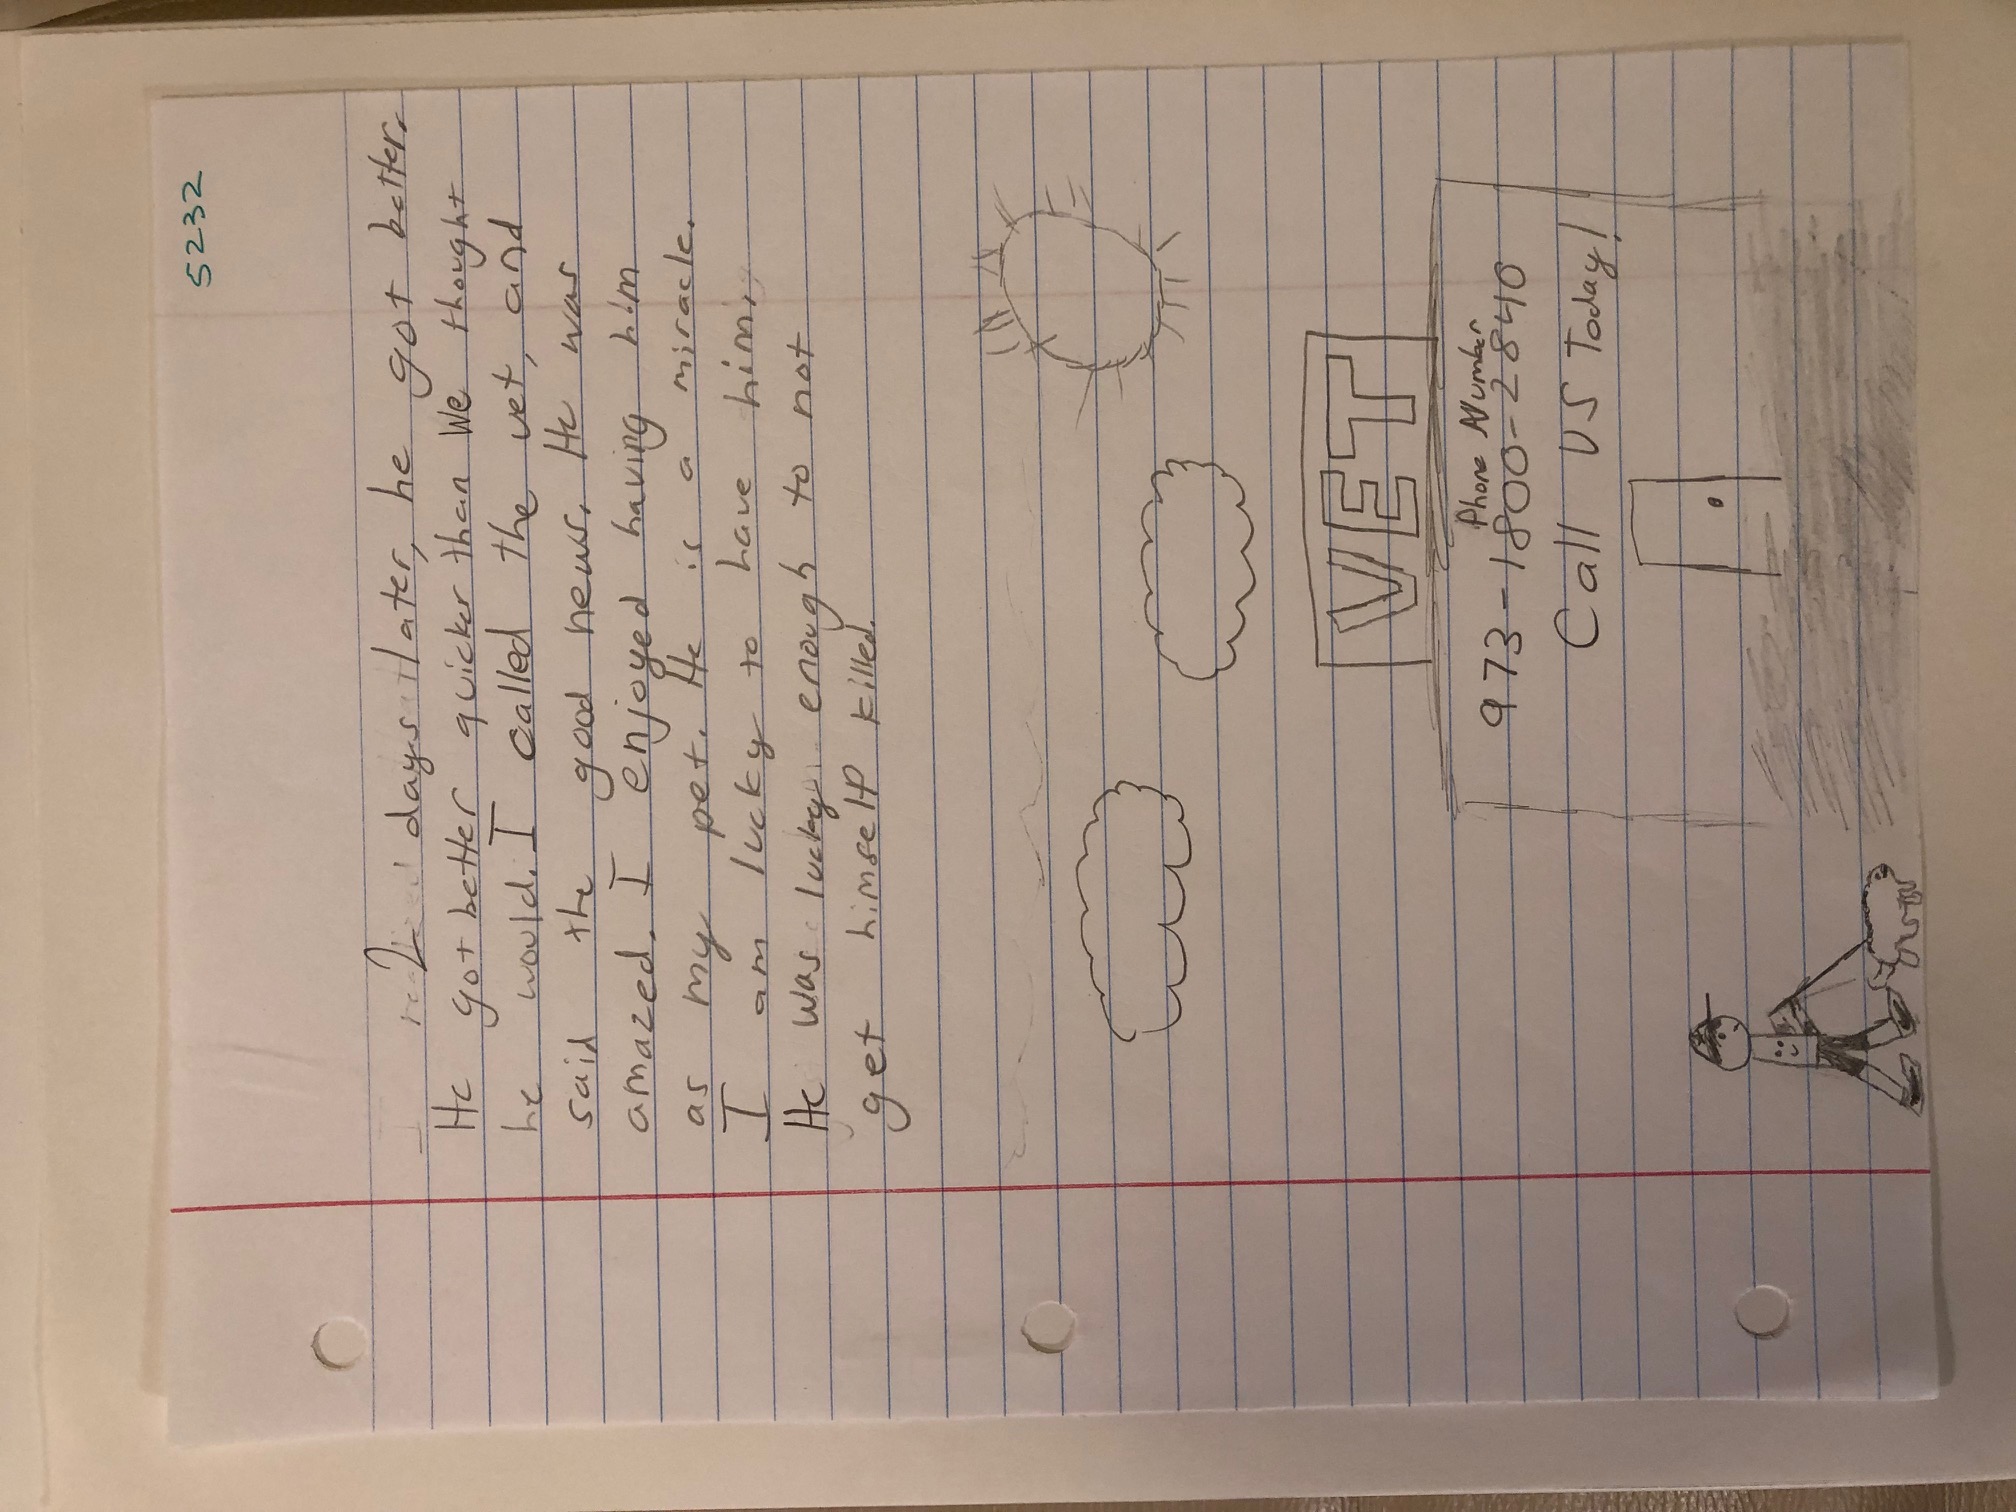 5232
2 days later, he got better.
He got better quicker than We thought
he would. I called the vet, and
said the good news. He was
amazed. I enjoyed having him
as my pet. He is a miracle.
I am lucky to have him.
He was lucky enough to not
get himself killed.
VET
Phone Number
973-1800-2840
Call US Today!